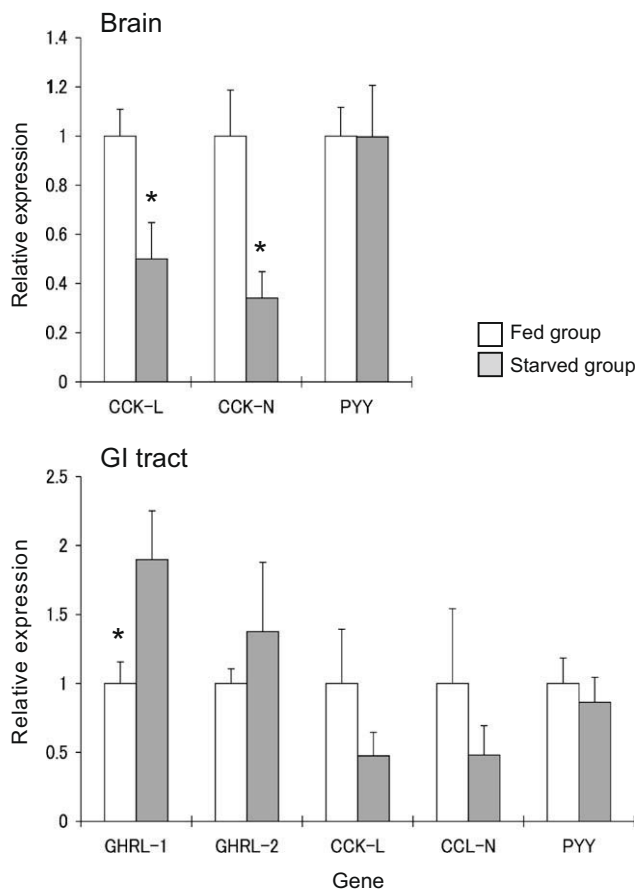 Brain
1.4
1.2
1
0.8
0.6
0.4
0.2
0
Relative expression
*
*
CCK-L
CCK-N
PYY
Fed group
Starved group
GI tract
2.5
2
1.5
1
0.5
0
Relative expression
*
GHRL-1
GHRL-2
CCK-L
CCL-N
PYY
Gene